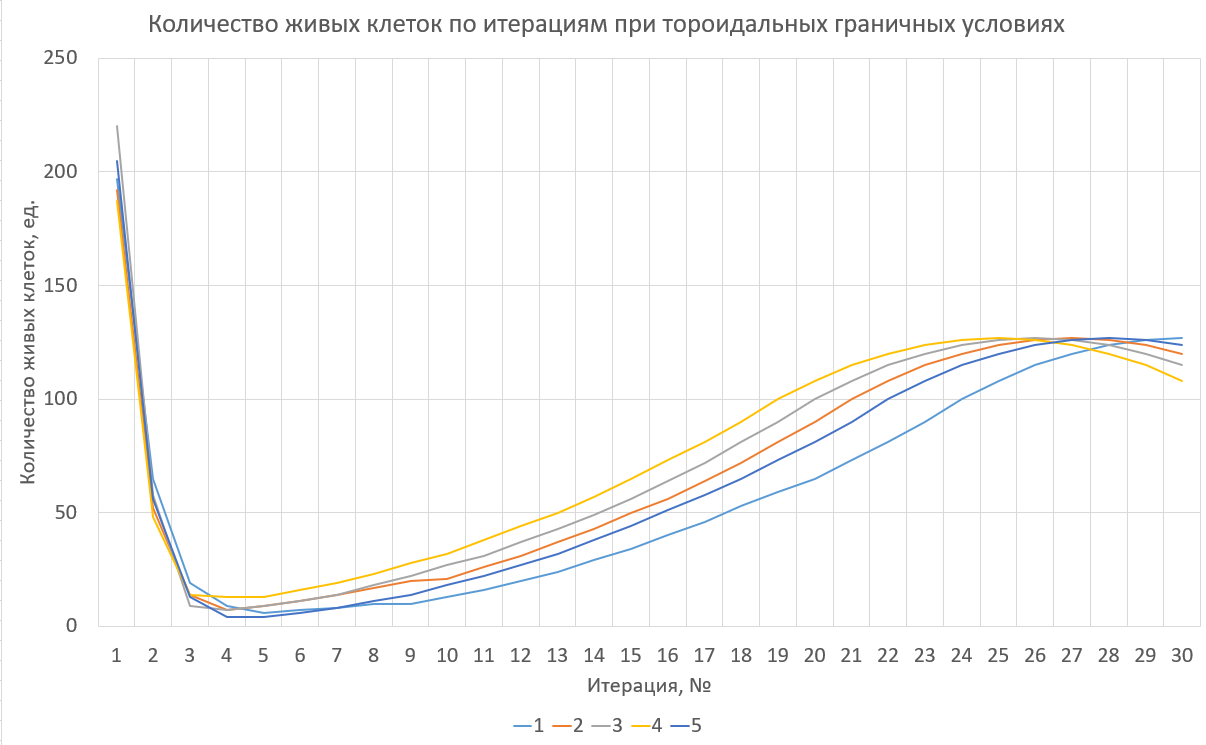 Количество живых клеток по итерациям при тороидальных граничных условиях
250
200
150
100
50
0
Количество живых клеток, ед.
1 2 3 4 5 6 7 8 9 10 11 12 13 14 15 16 17 18 19 20 21 22 23 24 25 26 27 28 29 30
Итерация, №
1 2 3 4 5